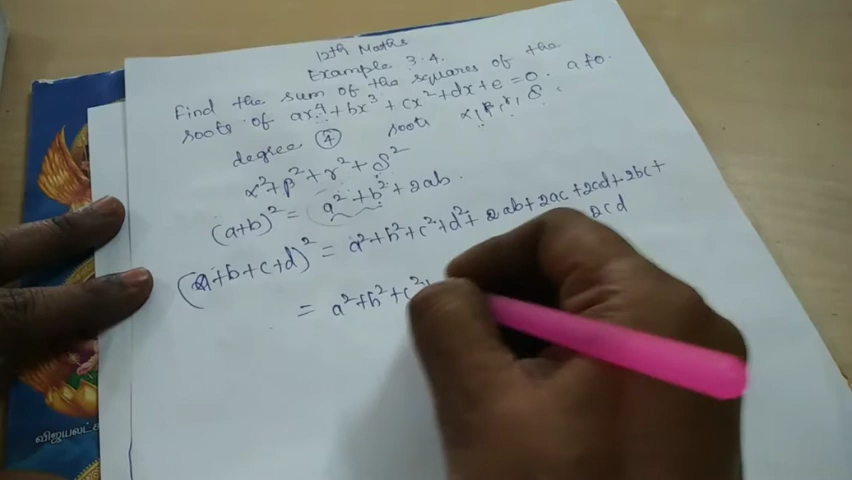 12th Maths
Example 3.4.
Find the sum of the squares of the
roots of ax⁴+bx³+cx²+dx+e=0. a≠0.
degree ④ roots α,β,γ,δ
α²+β²+γ²+δ²
(a+b)² = a²+b²+2ab.
(a+b+c+d)² = a²+b²+c²+d²+2ab+2ac+2cd+2bc+
2cd
= a²+b²+c²+
விஜயலட்